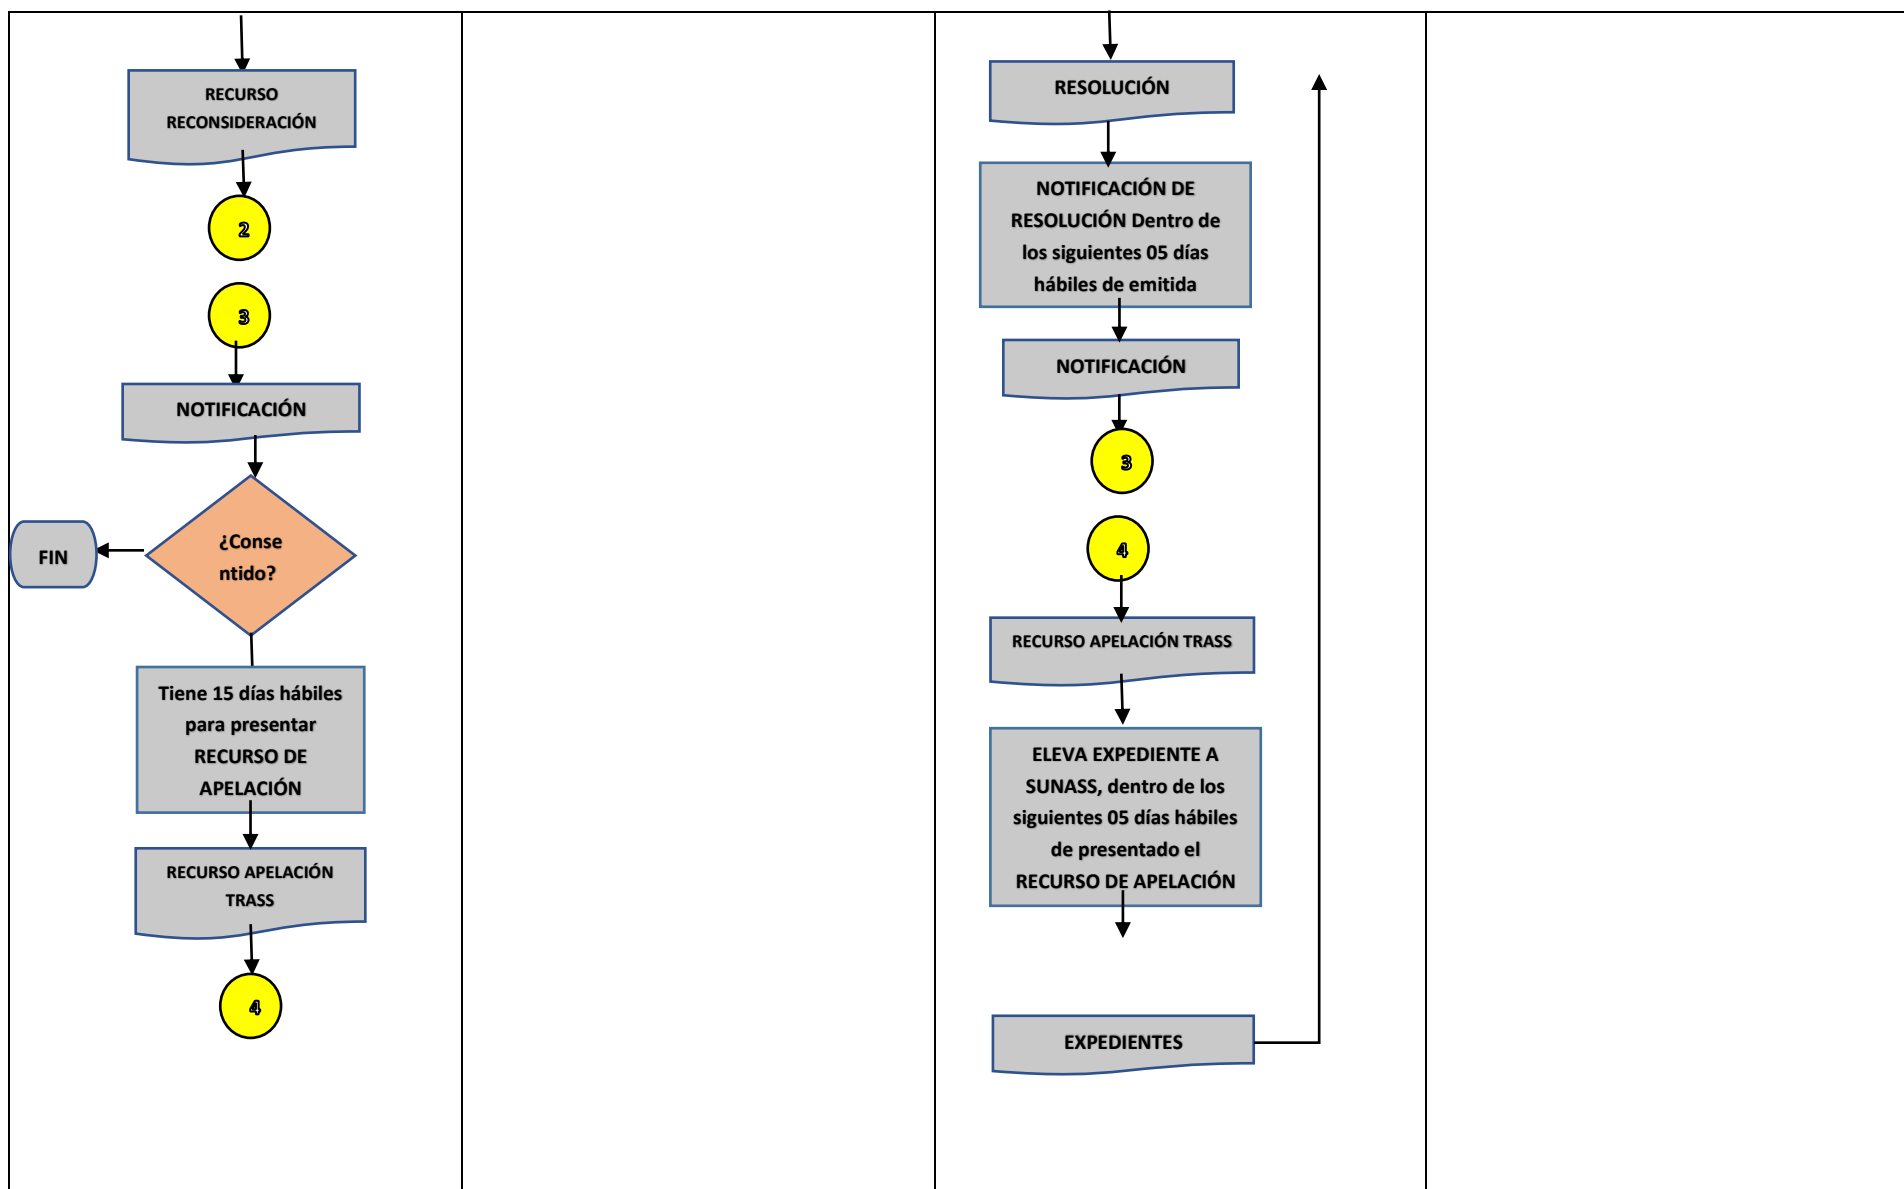 RECURSO
RECONSIDERACIÓN
2
3
NOTIFICACIÓN
¿Conse
ntido?
FIN
Tiene 15 días hábiles
para presentar
RECURSO DE
APELACIÓN
RECURSO APELACIÓN
TRASS
4
RESOLUCIÓN
NOTIFICACIÓN DE
RESOLUCIÓN Dentro de
los siguientes 05 días
hábiles de emitida
NOTIFICACIÓN
3
4
RECURSO APELACIÓN TRASS
ELEVA EXPEDIENTE A
SUNASS, dentro de los
siguientes 05 días hábiles
de presentado el
RECURSO DE APELACIÓN
EXPEDIENTES